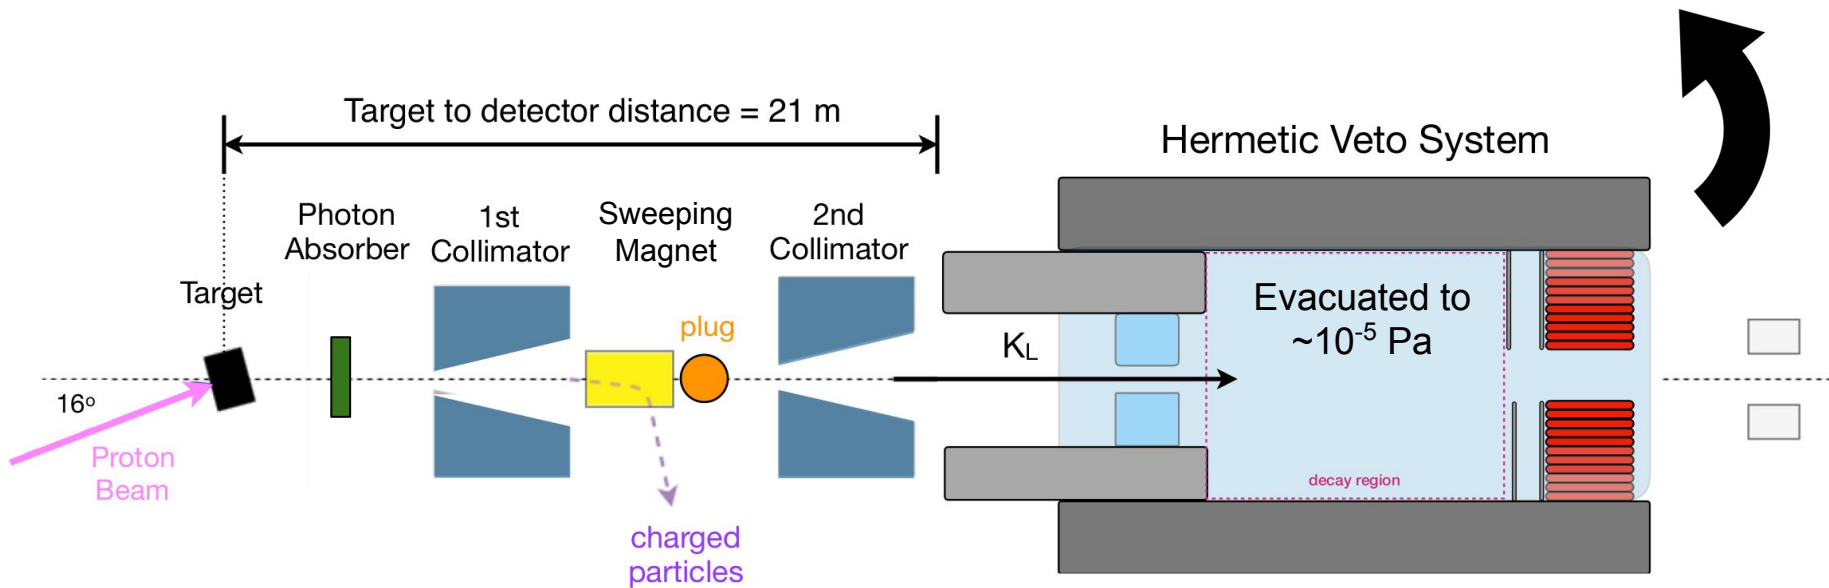 Target to detector distance = 21 m
Hermetic Veto System
Photon
Absorber
1st
Collimator
Sweeping
Magnet
2nd
Collimator
Target
plug
Evacuated to
~10⁻⁵ Pa
K_L
16º
Proton
Beam
decay region
charged
particles